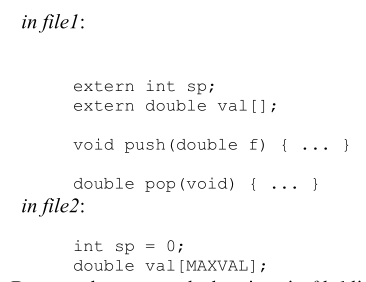 in file1:
extern int sp;
extern double val[];
void push(double f) { ... }
double pop(void) { ... }
in file2:
int sp = 0;
double val[MAXVAL];